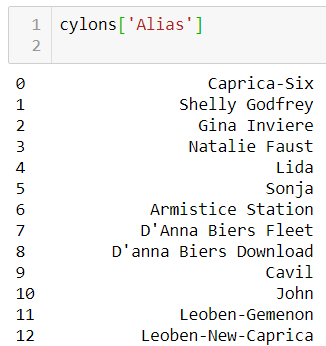 1 cylons['Alias']
2
0 Caprica-Six
1 Shelly Godfrey
2 Gina Inviere
3 Natalie Faust
4 Lida
5 Sonja
6 Armistice Station
7 D'Anna Biers Fleet
8 D'anna Biers Download
9 Cavil
10 John
11 Leoben-Gemenon
12 Leoben-New-Caprica